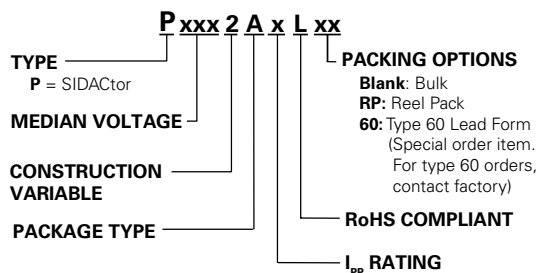 P xxx 2 A x L xx
TYPE
P = SIDACtor
MEDIAN VOLTAGE
CONSTRUCTION
VARIABLE
PACKAGE TYPE
PACKING OPTIONS
Blank: Bulk
RP: Reel Pack
60: Type 60 Lead Form
(Special order item.
For type 60 orders,
contact factory)
RoHS COMPLIANT
IPP RATING